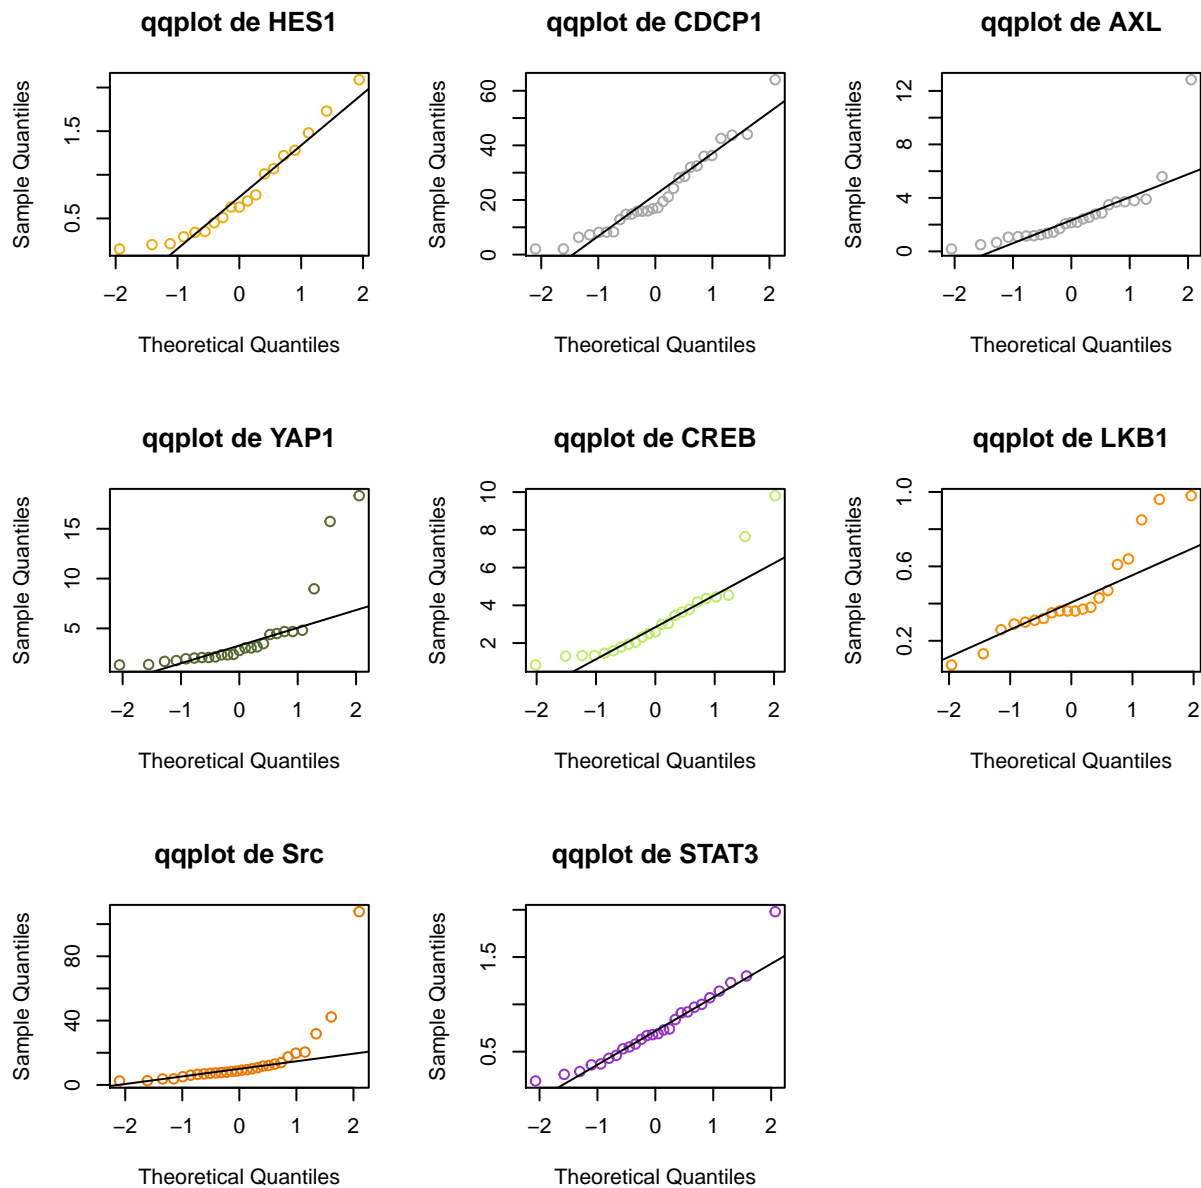 qqplot de HES1
Sample Quantiles
0.5 1.5
−2 −1 0 1 2
Theoretical Quantiles
qqplot de CDCP1
Sample Quantiles
0 20 40 60
−2 −1 0 1 2
Theoretical Quantiles
qqplot de AXL
Sample Quantiles
0 4 8 12
−2 −1 0 1 2
Theoretical Quantiles
qqplot de YAP1
Sample Quantiles
5 10 15
−2 −1 0 1 2
Theoretical Quantiles
qqplot de CREB
Sample Quantiles
2 4 6 8 10
−2 −1 0 1 2
Theoretical Quantiles
qqplot de LKB1
Sample Quantiles
0.2 0.6 1.0
−2 −1 0 1 2
Theoretical Quantiles
qqplot de Src
Sample Quantiles
0 40 80
−2 −1 0 1 2
Theoretical Quantiles
qqplot de STAT3
Sample Quantiles
0.5 1.5
−2 −1 0 1 2
Theoretical Quantiles